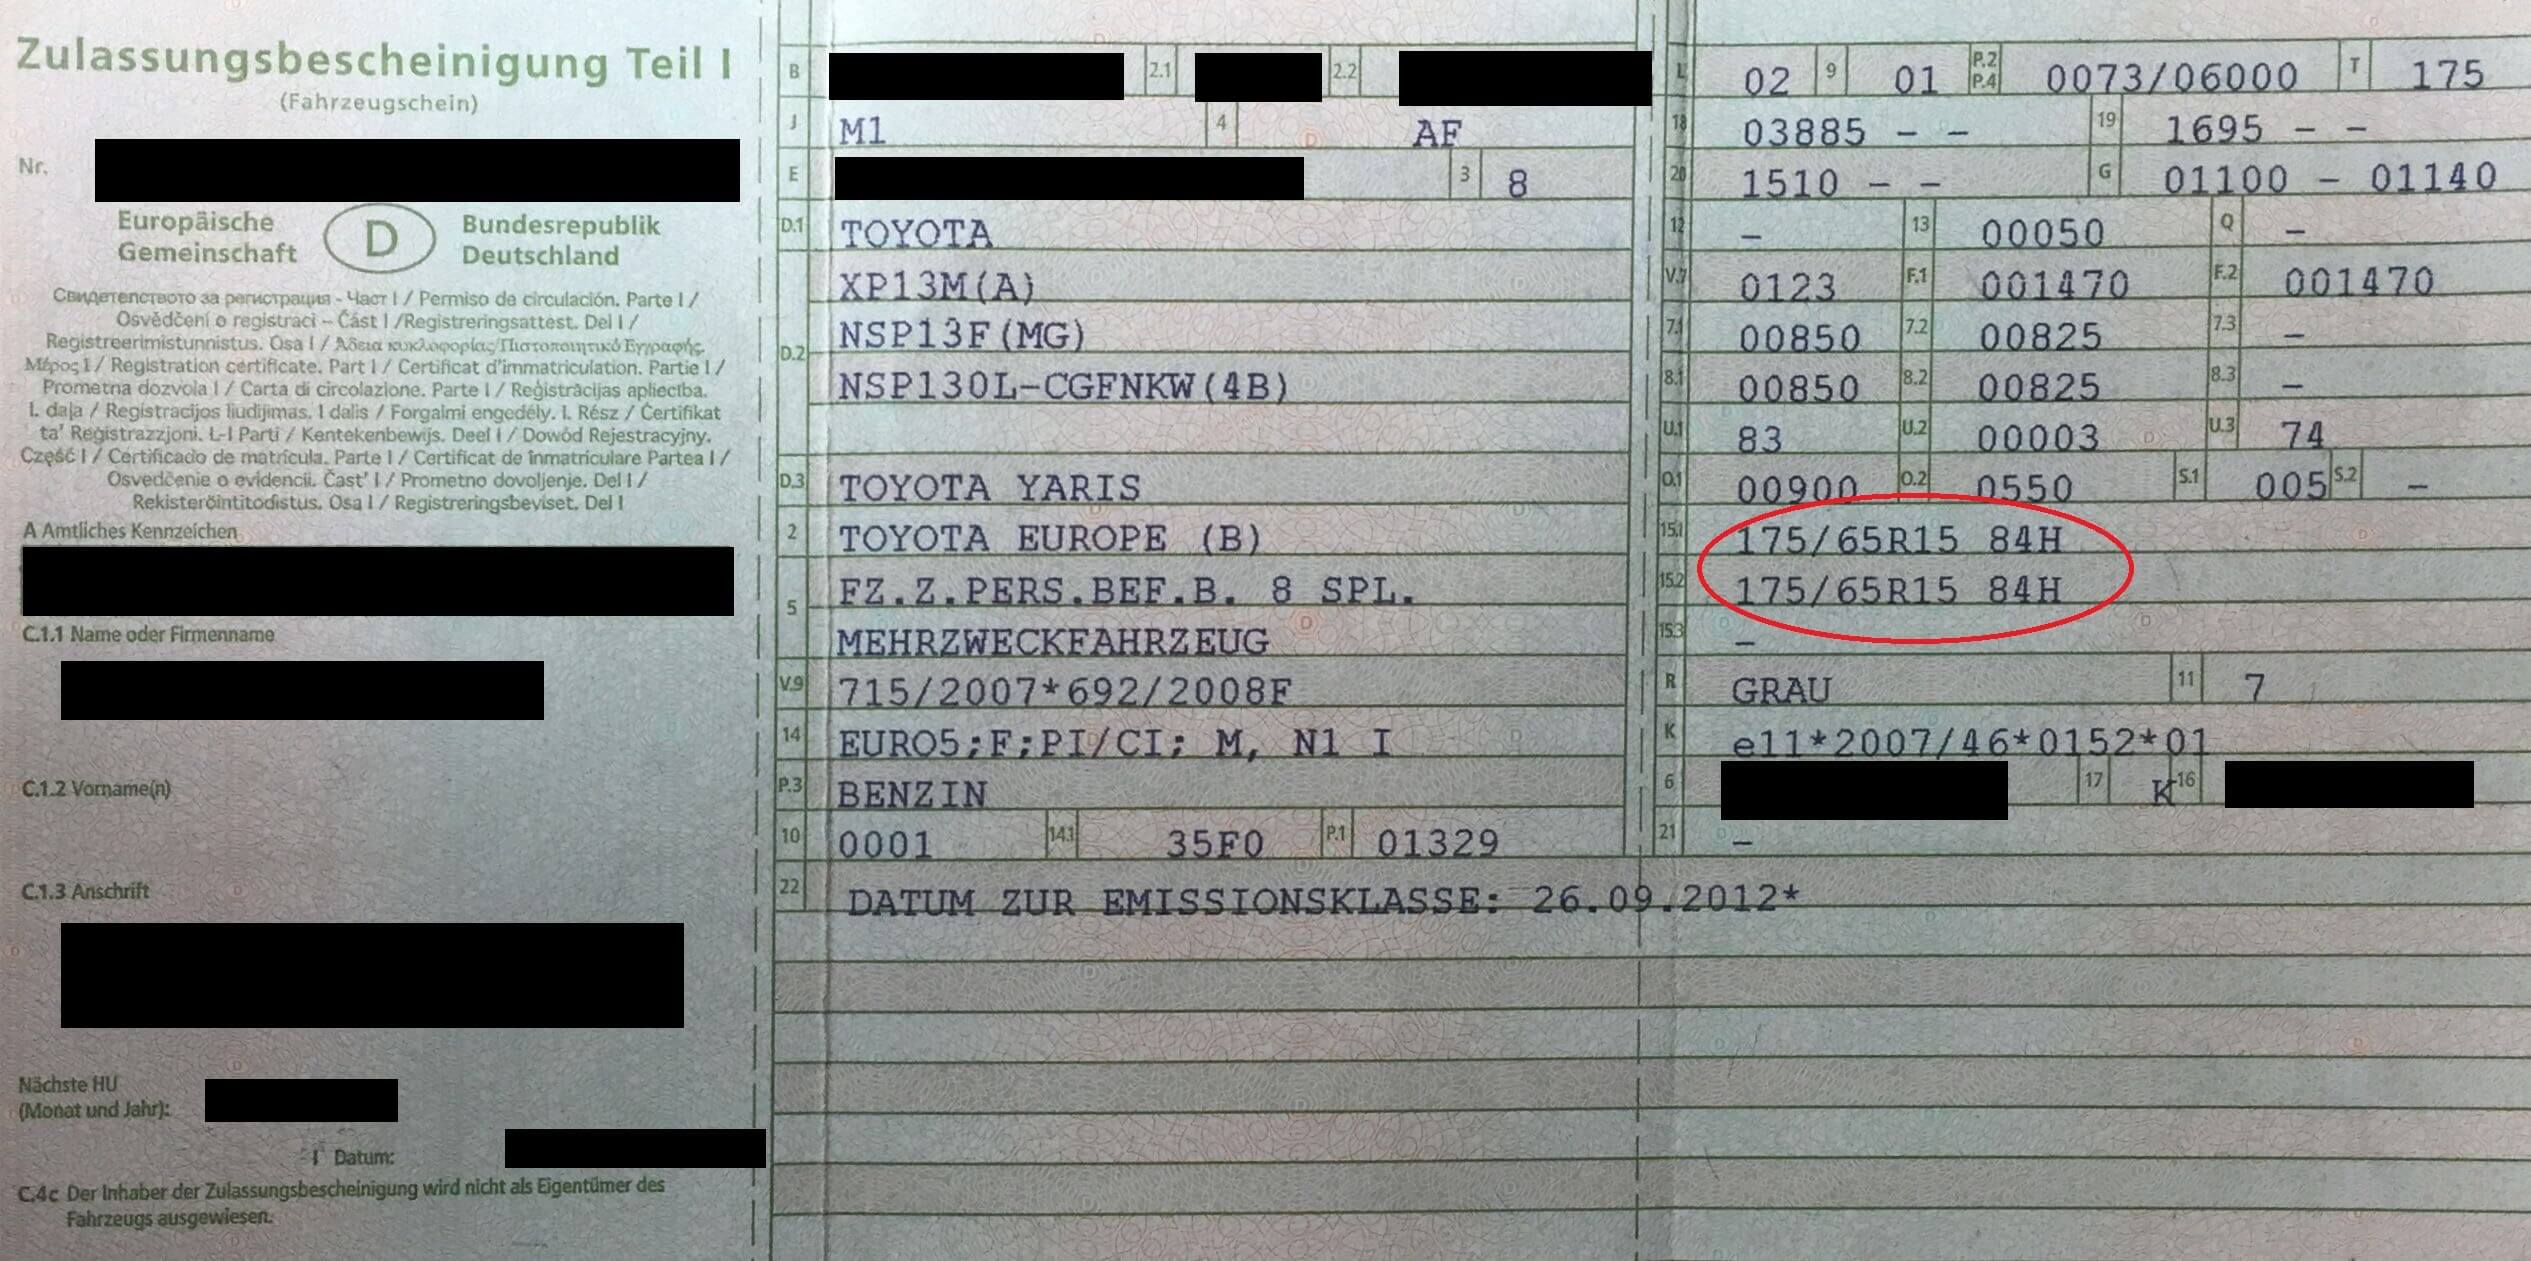 Zulassungsbescheinigung Teil I
(Fahrzeugschein)
Nr.
Europäische Gemeinschaft
D
Bundesrepublik Deutschland
Свидетелството за регистрация - Част I / Permiso de circulación. Parte I /
Osvědčení o registraci – Část I /Registreringsattest. Del I /
Registreerimistunnistus. Osa I / Άδεια κυκλοφορίας/Πιστοποιητικό Εγγραφής.
Μέρος I / Registration certificate. Part I / Certificat d'immatriculation. Partie I /
Prometna dozvola I / Carta di circolazione. Parte I / Reģistrācijas apliecība.
I. daļa / Registracijos liudijimas. I dalis / Forgalmi engedély. I. Rész / Ċertifikat
ta' Reġistrazzjoni. L-I Parti / Kentekenbewijs. Deel I / Dowód Rejestracyjny.
Część I / Certificado de matrícula. Parte I / Certificat de înmatriculare Partea I /
Osvedčenie o evidencii. Časť I / Prometno dovoljenje. Del I /
Rekisteröintitodistus. Osa I / Registreringsbeviset. Del I
A Amtliches Kennzeichen
C.1.1 Name oder Firmenname
C.1.2 Vorname(n)
C.1.3 Anschrift
Nächste HU
(Monat und Jahr):
Datum:
C.4c Der Inhaber der Zulassungsbescheinigung wird nicht als Eigentümer des
Fahrzeugs ausgewiesen.
B 2.1 2.2
J M1 4 AF
E 3 8
D.1 TOYOTA
XP13M(A)
D.2 NSP13F(MG)
NSP130L-CGFNKW(4B)
D.3 TOYOTA YARIS
2 TOYOTA EUROPE (B)
5 FZ.Z.PERS.BEF.B. 8 SPL.
MEHRZWECKFAHRZEUG
V.9 715/2007*692/2008F
14 EURO5;F;PI/CI; M, N1 I
P.3 BENZIN
10 0001 14.1 35F0 P.1 01329
22 DATUM ZUR EMISSIONSKLASSE: 26.09.2012*
L 02 9 01 P.2 P.4 0073/06000 T 175
18 03885 - - 19 1695 - -
20 1510 - - G 01100 - 01140
12 - 13 00050 Q -
V.7 0123 F.1 001470 F.2 001470
7.1 00850 7.2 00825 7.3 -
8.1 00850 8.2 00825 8.3 -
U.1 83 U.2 00003 U.3 74
O.1 00900 O.2 0550 S.1 005 S.2 -
15.1 175/65R15 84H
15.2 175/65R15 84H
15.3 -
R GRAU 11 7
K e11*2007/46*0152*01
6 17 K 16
21 -